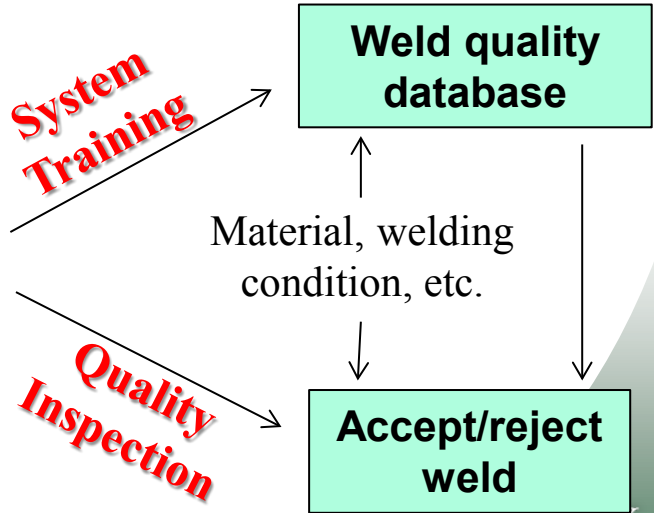 Weld quality
database
System
Training
Material, welding
condition, etc.
Quality
Inspection
Accept/reject
weld